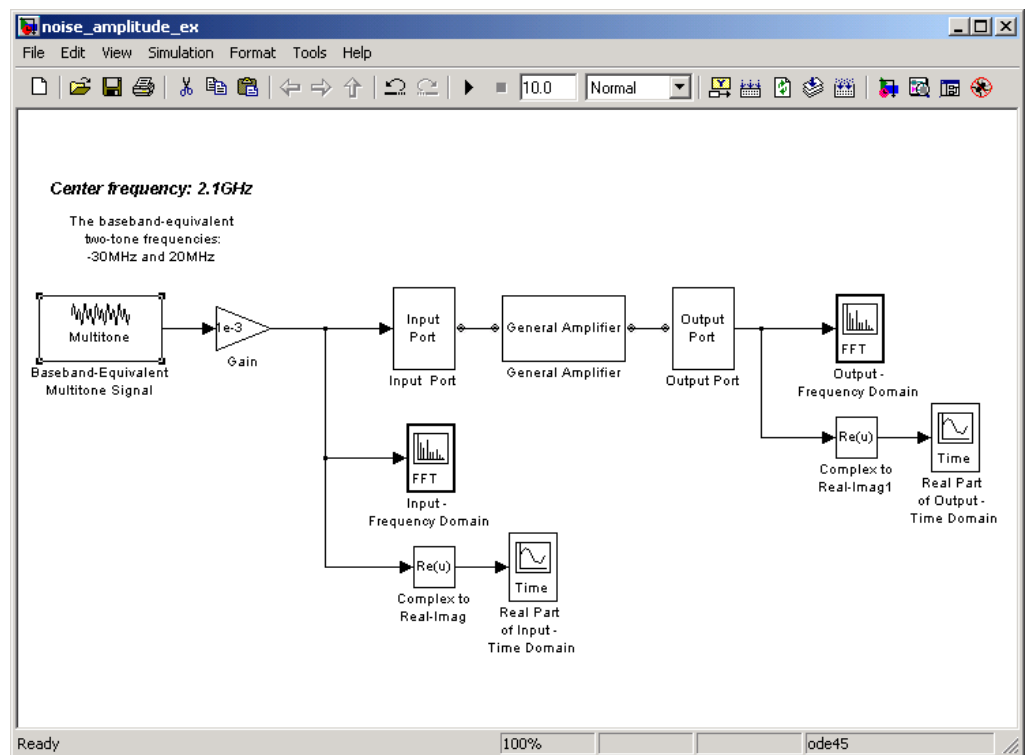 noise_amplitude_ex
File Edit View Simulation Format Tools Help
10.0 Normal
Center frequency: 2.1GHz
The baseband-equivalent
two-tone frequencies:
-30MHz and 20MHz
Multitone
Baseband-Equivalent
Multitone Signal
1e-3
Gain
Input
Port
Input Port
General Amplifier
General Amplifier
Output
Port
Output Port
FFT
Output -
Frequency Domain
Re(u)
Complex to
Real-Imag1
Time
Real Part
of Output -
Time Domain
FFT
Input -
Frequency Domain
Re(u)
Complex to
Real-Imag
Time
Real Part
of Input -
Time Domain
Ready 100% ode45